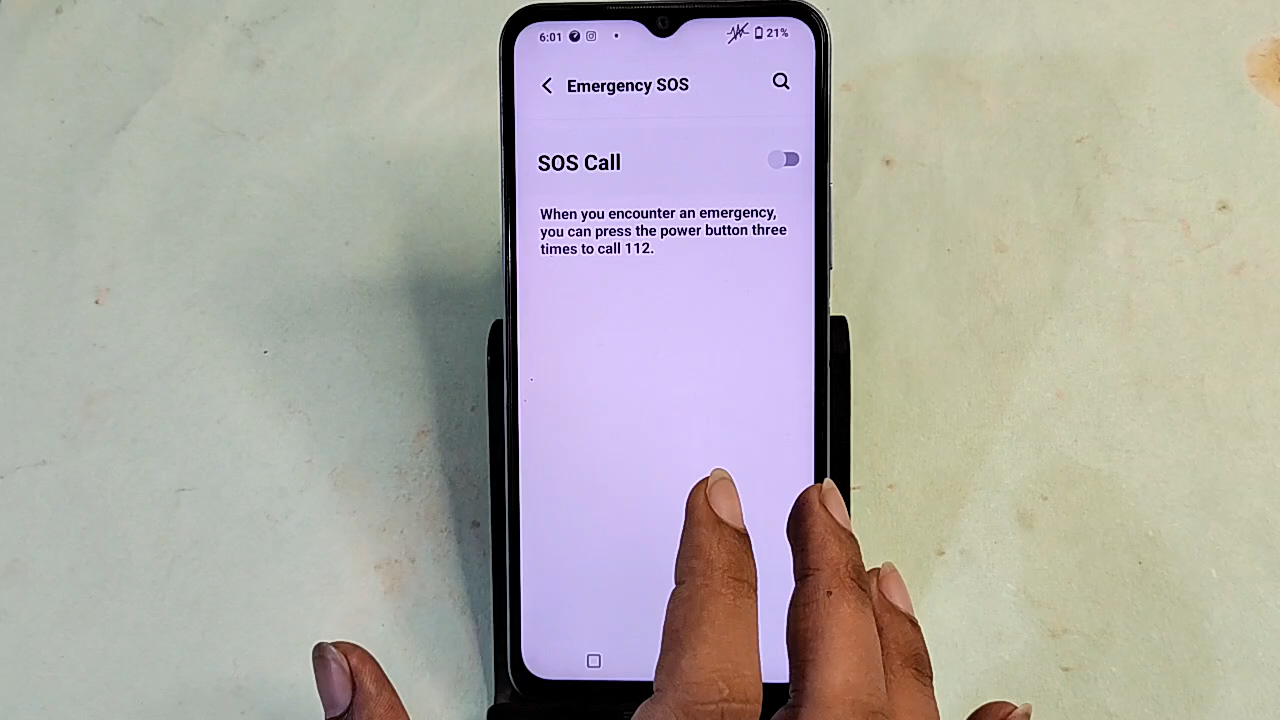 6:01
21%
Emergency SOS
SOS Call
When you encounter an emergency,
you can press the power button three
times to call 112.